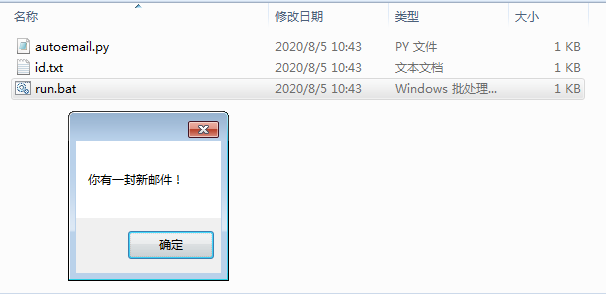 名称 修改日期 类型 大小
autoemail.py 2020/8/5 10:43 PY 文件 1 KB
id.txt 2020/8/5 10:43 文本文档 1 KB
run.bat 2020/8/5 10:43 Windows 批处理... 1 KB
你有一封新邮件！
确定